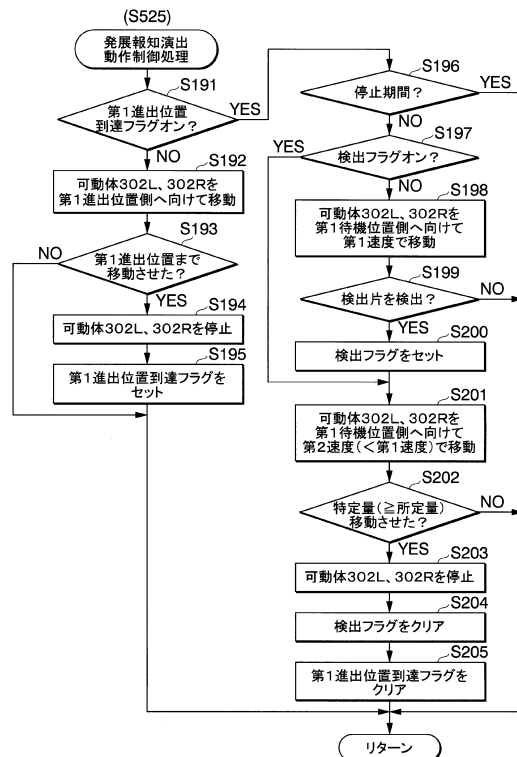 (S525)
発展報知演出
動作制御処理
S191
第1進出位置
到達フラグオン?
YES
NO
S192
可動体302L、302Rを
第1進出位置側へ向けて移動
S193
NO
第1進出位置まで
移動させた?
YES
S194
可動体302L、302Rを停止
S195
第1進出位置到達フラグを
セット
S196
停止期間?
YES
NO
S197
YES
検出フラグオン?
NO
S198
可動体302L、302Rを
第1待機位置側へ向けて
第1速度で移動
S199
検出片を検出?
NO
YES
S200
検出フラグをセット
S201
可動体302L、302Rを
第1待機位置側へ向けて
第2速度(<第1速度)で移動
S202
特定量(≧所定量)
移動させた?
NO
YES
S203
可動体302L、302Rを停止
S204
検出フラグをクリア
S205
第1進出位置到達フラグを
クリア
リターン